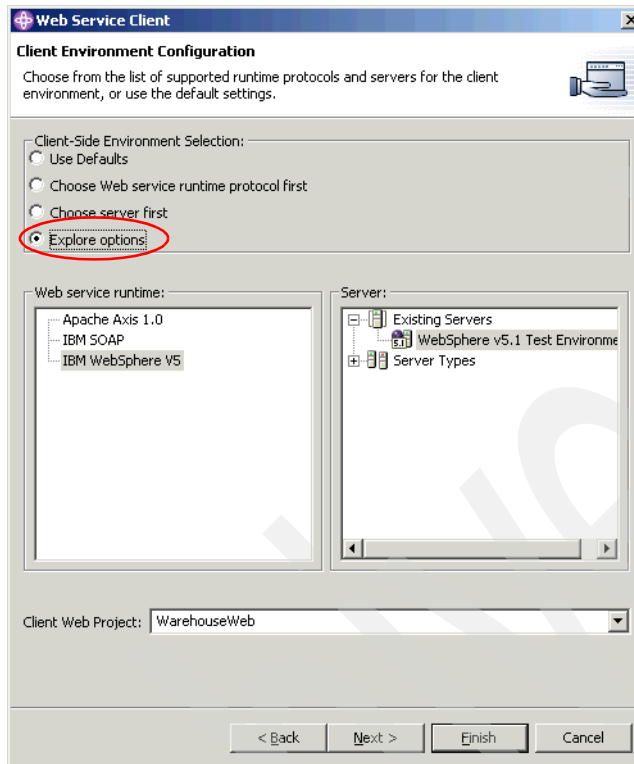 Web Service Client
Client Environment Configuration
Choose from the list of supported runtime protocols and servers for the client
environment, or use the default settings.
Client-Side Environment Selection:
Use Defaults
Choose Web service runtime protocol first
Choose server first
Explore options
Web service runtime:
Apache Axis 1.0
IBM SOAP
IBM WebSphere V5
Server:
Existing Servers
5.1 WebSphere v5.1 Test Environme
Server Types
Client Web Project: WarehouseWeb
< Back Next > Finish Cancel